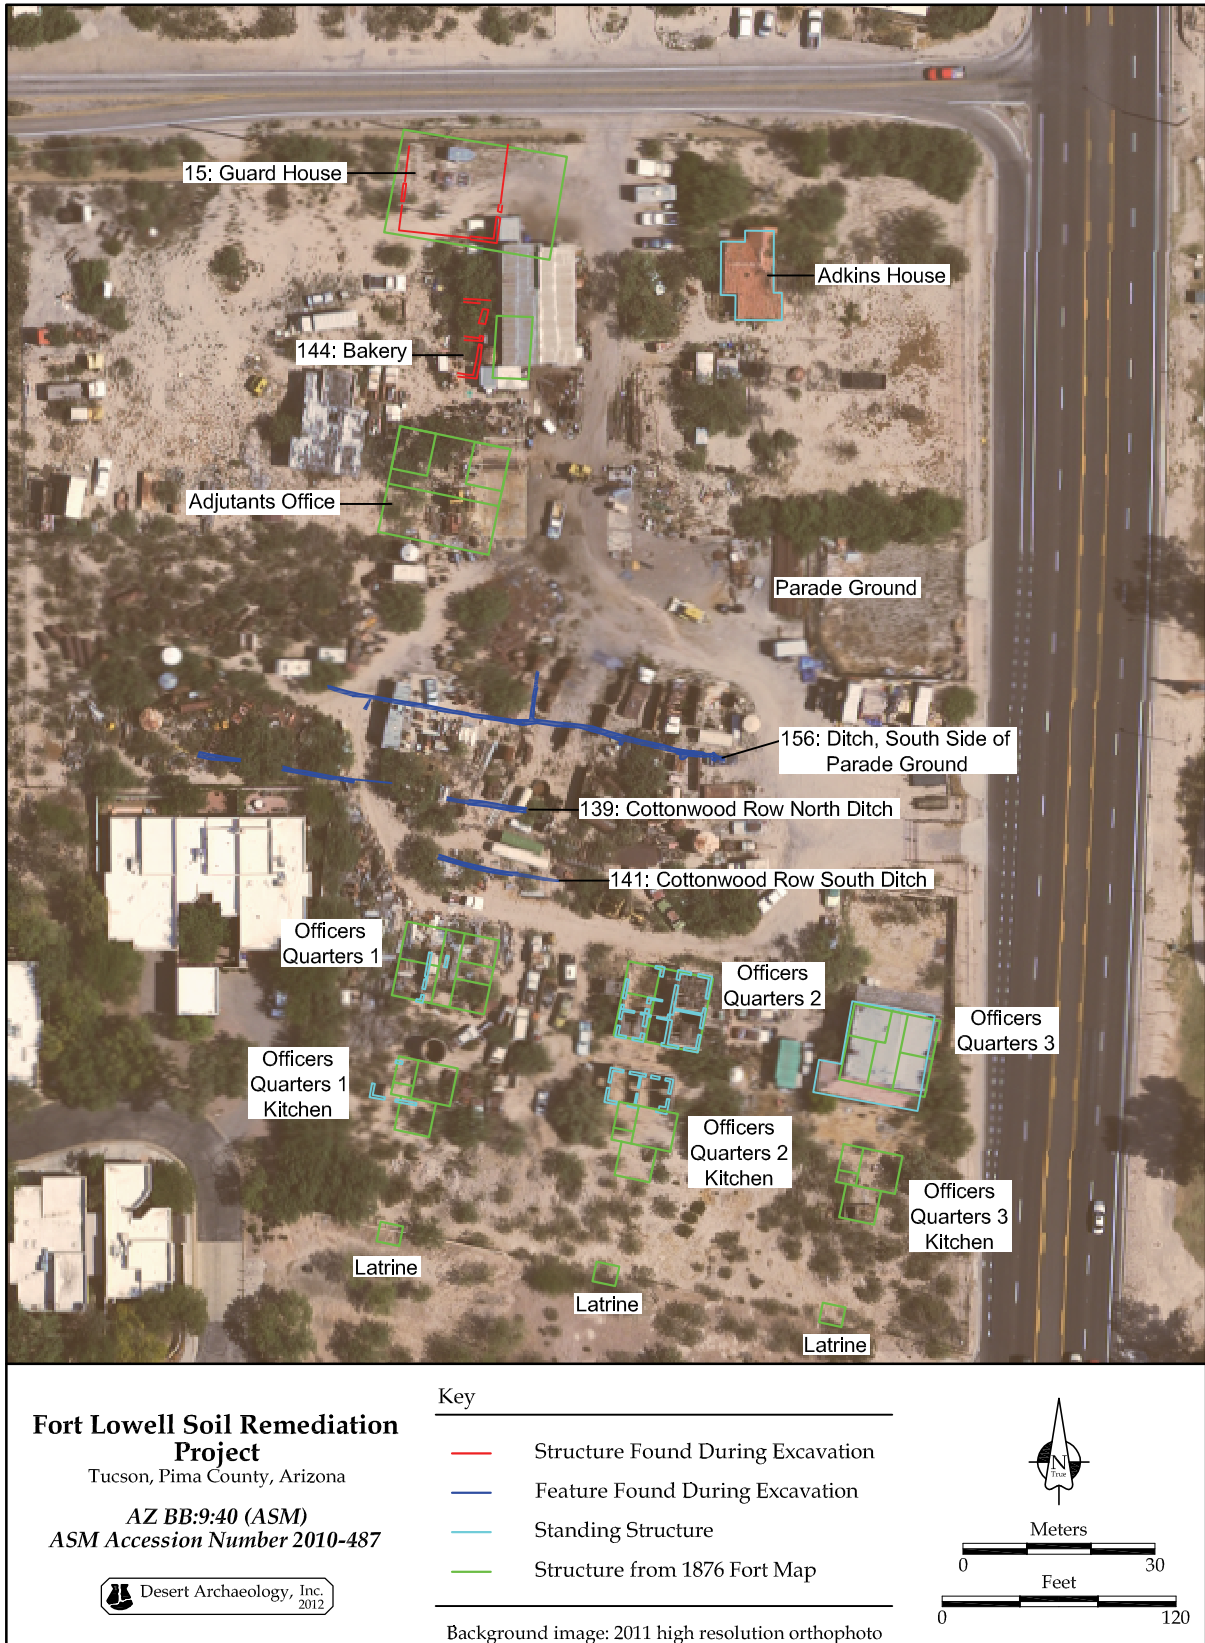 15: Guard House
Adkins House
144: Bakery
Adjutants Office
Parade Ground
156: Ditch, South Side of
Parade Ground
139: Cottonwood Row North Ditch
141: Cottonwood Row South Ditch
Officers
Quarters 1
Officers
Quarters 2
Officers
Quarters 3
Officers
Quarters 1
Kitchen
Officers
Quarters 2
Kitchen
Officers
Quarters 3
Kitchen
Latrine
Latrine
Latrine
Fort Lowell Soil Remediation
Project
Tucson, Pima County, Arizona
AZ BB:9:40 (ASM)
ASM Accession Number 2010-487
Desert Archaeology, Inc.
2012
Key
Structure Found During Excavation
Feature Found During Excavation
Standing Structure
Structure from 1876 Fort Map
Background image: 2011 high resolution orthophoto
N
True
Meters
0 30
Feet
0 120